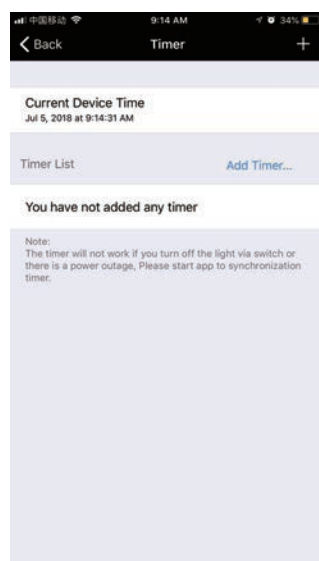 中国移动 9:14 AM 34%
Back Timer +
Current Device Time
Jul 5, 2018 at 9:14:31 AM
Timer List Add Timer...
You have not added any timer
Note:
The timer will not work if you turn off the light via switch or
there is a power outage, Please start app to synchronization
timer.